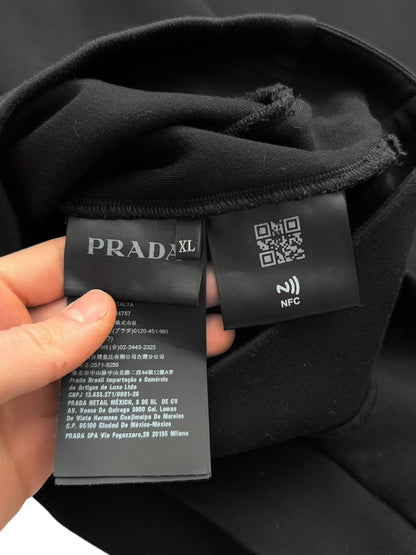 PRADA
XL
NFC
ITALYA
(プラダ)0120-451-993
02-3443-2323
2-2571-5255
Prada Brasil Importação e Comércio
de Artigos de Luxo Ltda
CNPJ 13.035.271/0001-26
PRADA RETAIL MÉXICO, S DE RL DE CV
AV. Vasco De Quiroga 3800 Col. Lomas
De Vista Hermosa Cuajimalpa De Morelos
C.P. 05100 Ciudad De México-México
PRADA SPA Via Fogazzaro,28 20135 Milano